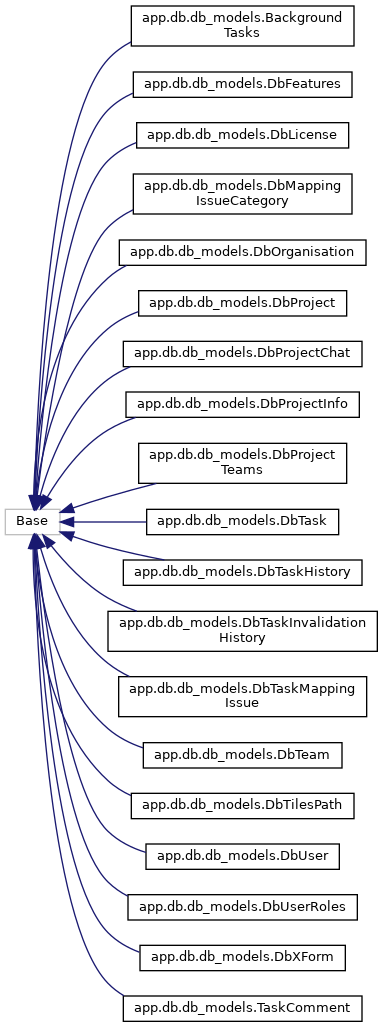 app.db.db_models.Background
Tasks
app.db.db_models.DbFeatures
app.db.db_models.DbLicense
app.db.db_models.DbMapping
IssueCategory
app.db.db_models.DbOrganisation
app.db.db_models.DbProject
app.db.db_models.DbProjectChat
app.db.db_models.DbProjectInfo
app.db.db_models.DbProject
Teams
Base
app.db.db_models.DbTask
app.db.db_models.DbTaskHistory
app.db.db_models.DbTaskInvalidation
History
app.db.db_models.DbTaskMapping
Issue
app.db.db_models.DbTeam
app.db.db_models.DbTilesPath
app.db.db_models.DbUser
app.db.db_models.DbUserRoles
app.db.db_models.DbXForm
app.db.db_models.TaskComment